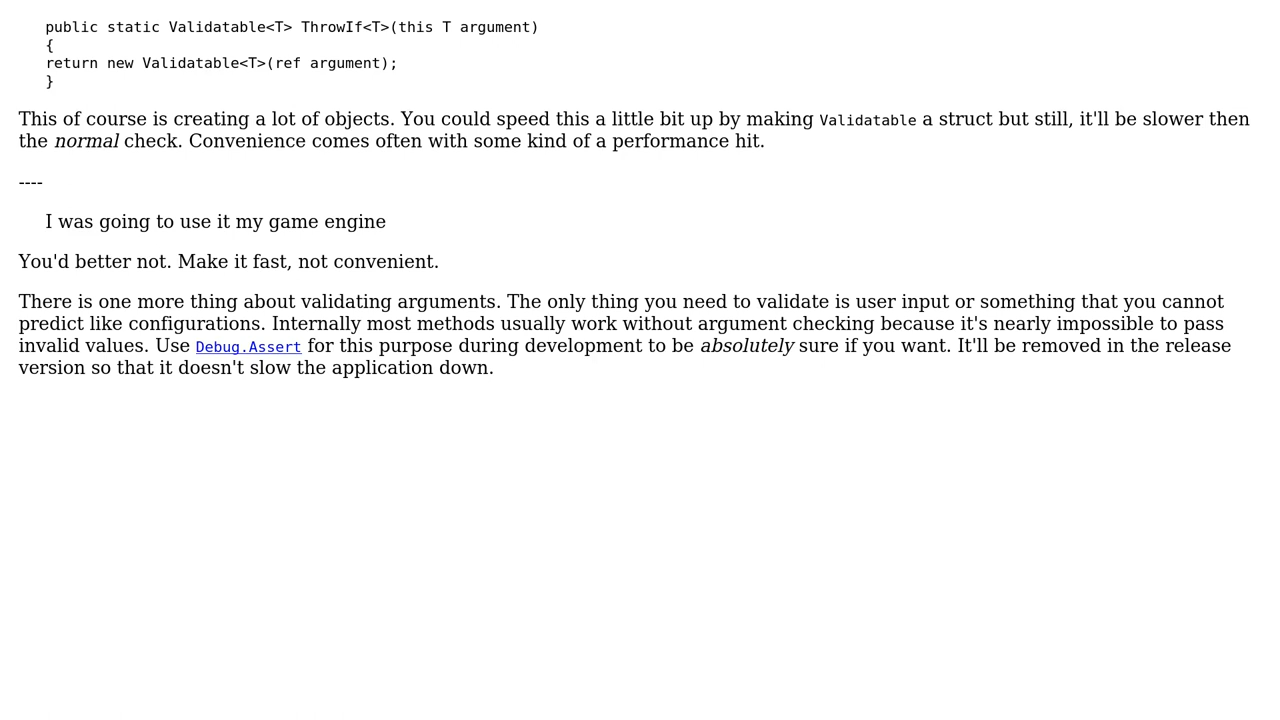 public static Validatable<T> ThrowIf<T>(this T argument)
{
return new Validatable<T>(ref argument);
}
This of course is creating a lot of objects. You could speed this a little bit up by making Validatable a struct but still, it'll be slower then
the normal check. Convenience comes often with some kind of a performance hit.
----
I was going to use it my game engine
You'd better not. Make it fast, not convenient.
There is one more thing about validating arguments. The only thing you need to validate is user input or something that you cannot
predict like configurations. Internally most methods usually work without argument checking because it's nearly impossible to pass
invalid values. Use Debug.Assert for this purpose during development to be absolutely sure if you want. It'll be removed in the release
version so that it doesn't slow the application down.